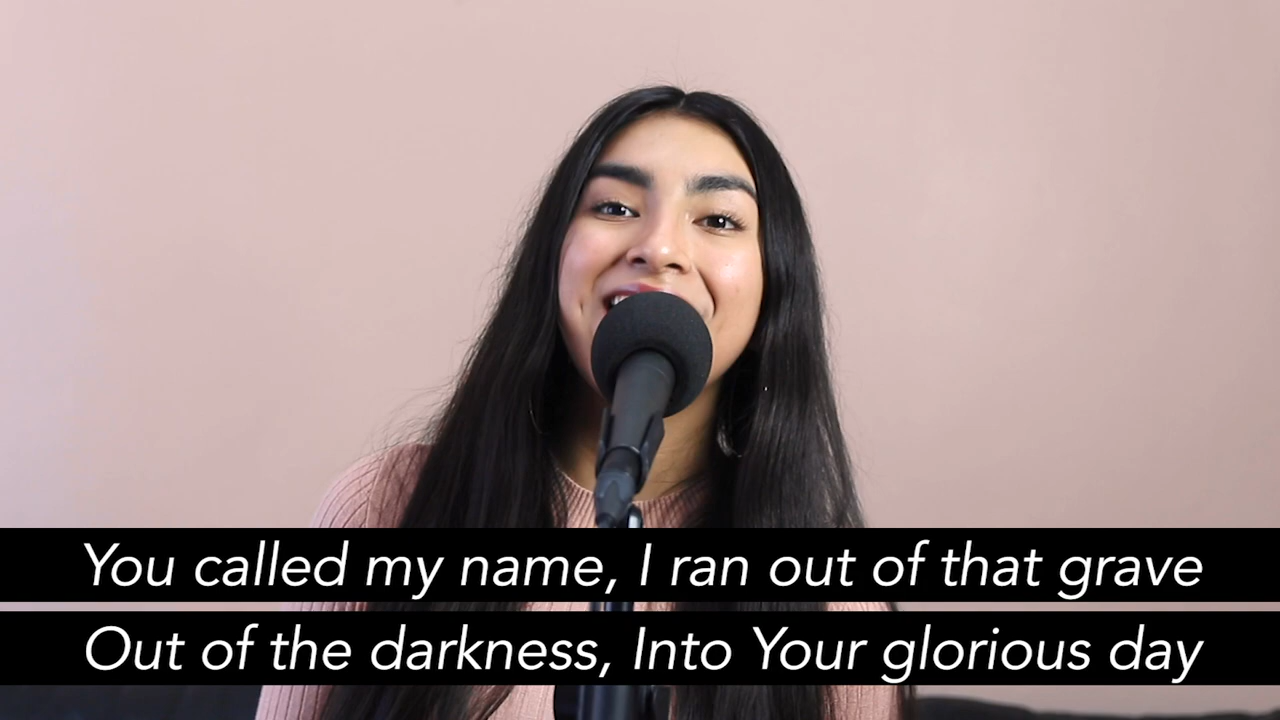 You called my name, I ran out of that grave
Out of the darkness, Into Your glorious day